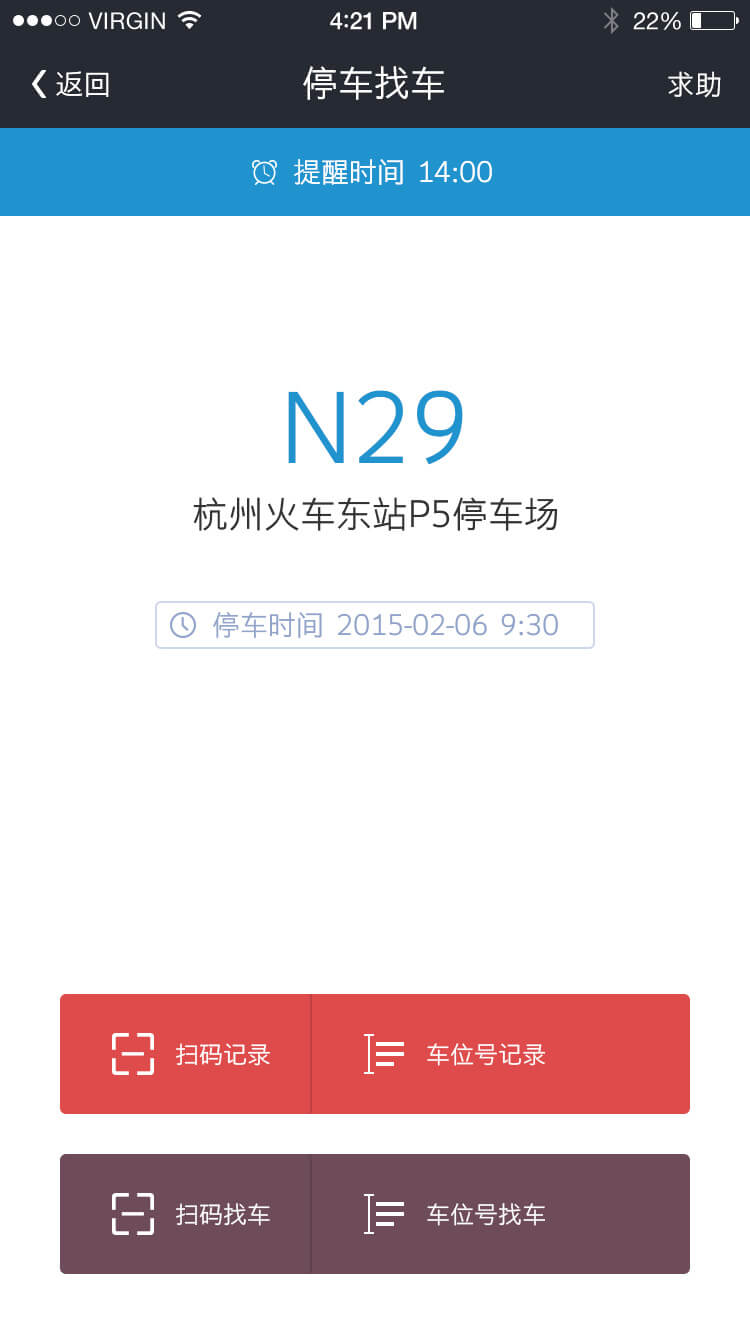 VIRGIN 4:21 PM 22%
返回 停车找车 求助
提醒时间 14:00
N29
杭州火车东站P5停车场
停车时间 2015-02-06 9:30
扫码记录 车位号记录
扫码找车 车位号找车